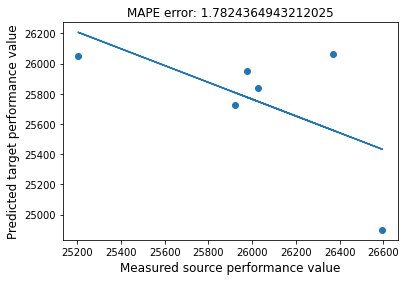 MAPE error: 1.7824364943212025
26200
26000
25800
25600
25400
25200
25000
Predicted target performance value
25200 25400 25600 25800 26000 26200 26400 26600
Measured source performance value